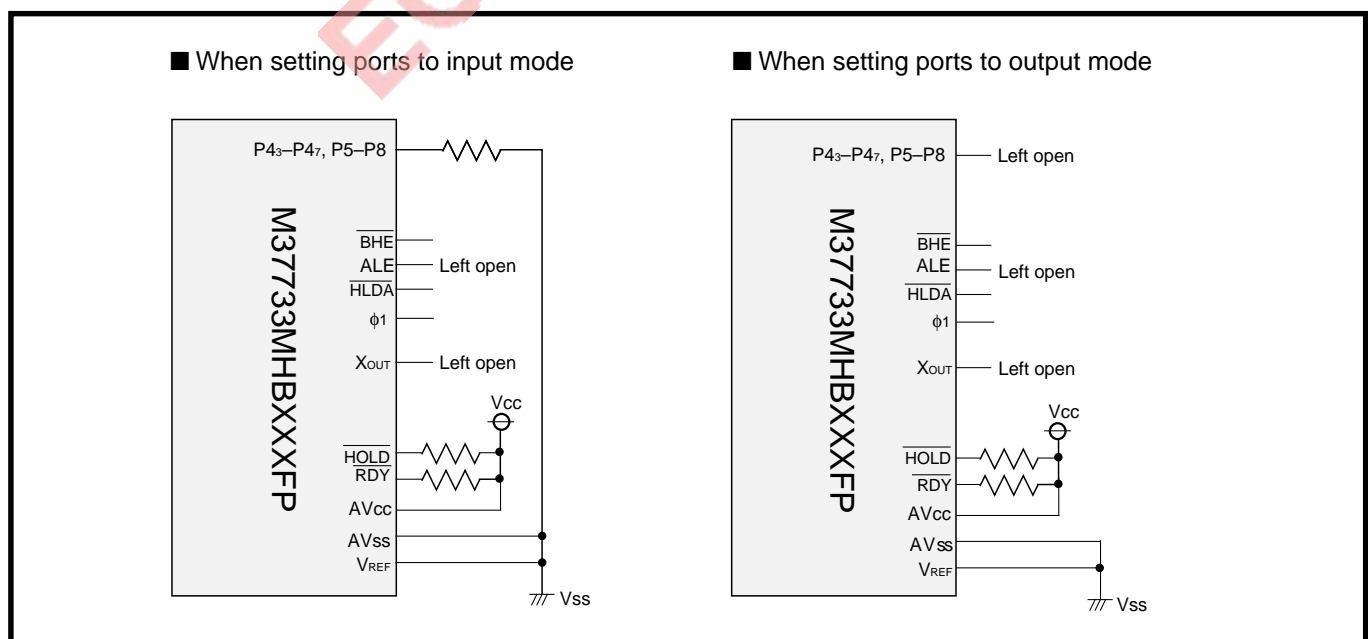 ■ When setting ports to input mode
P43–P47, P5–P8
M37733MHBXXXFP
BHE
ALE
Left open
HLDA
ϕ1
XOUT
Left open
Vcc
HOLD
RDY
AVcc
AVss
VREF
Vss
■ When setting ports to output mode
P43–P47, P5–P8
Left open
M37733MHBXXXFP
BHE
ALE
Left open
HLDA
ϕ1
XOUT
Left open
Vcc
HOLD
RDY
AVcc
AVss
VREF
Vss